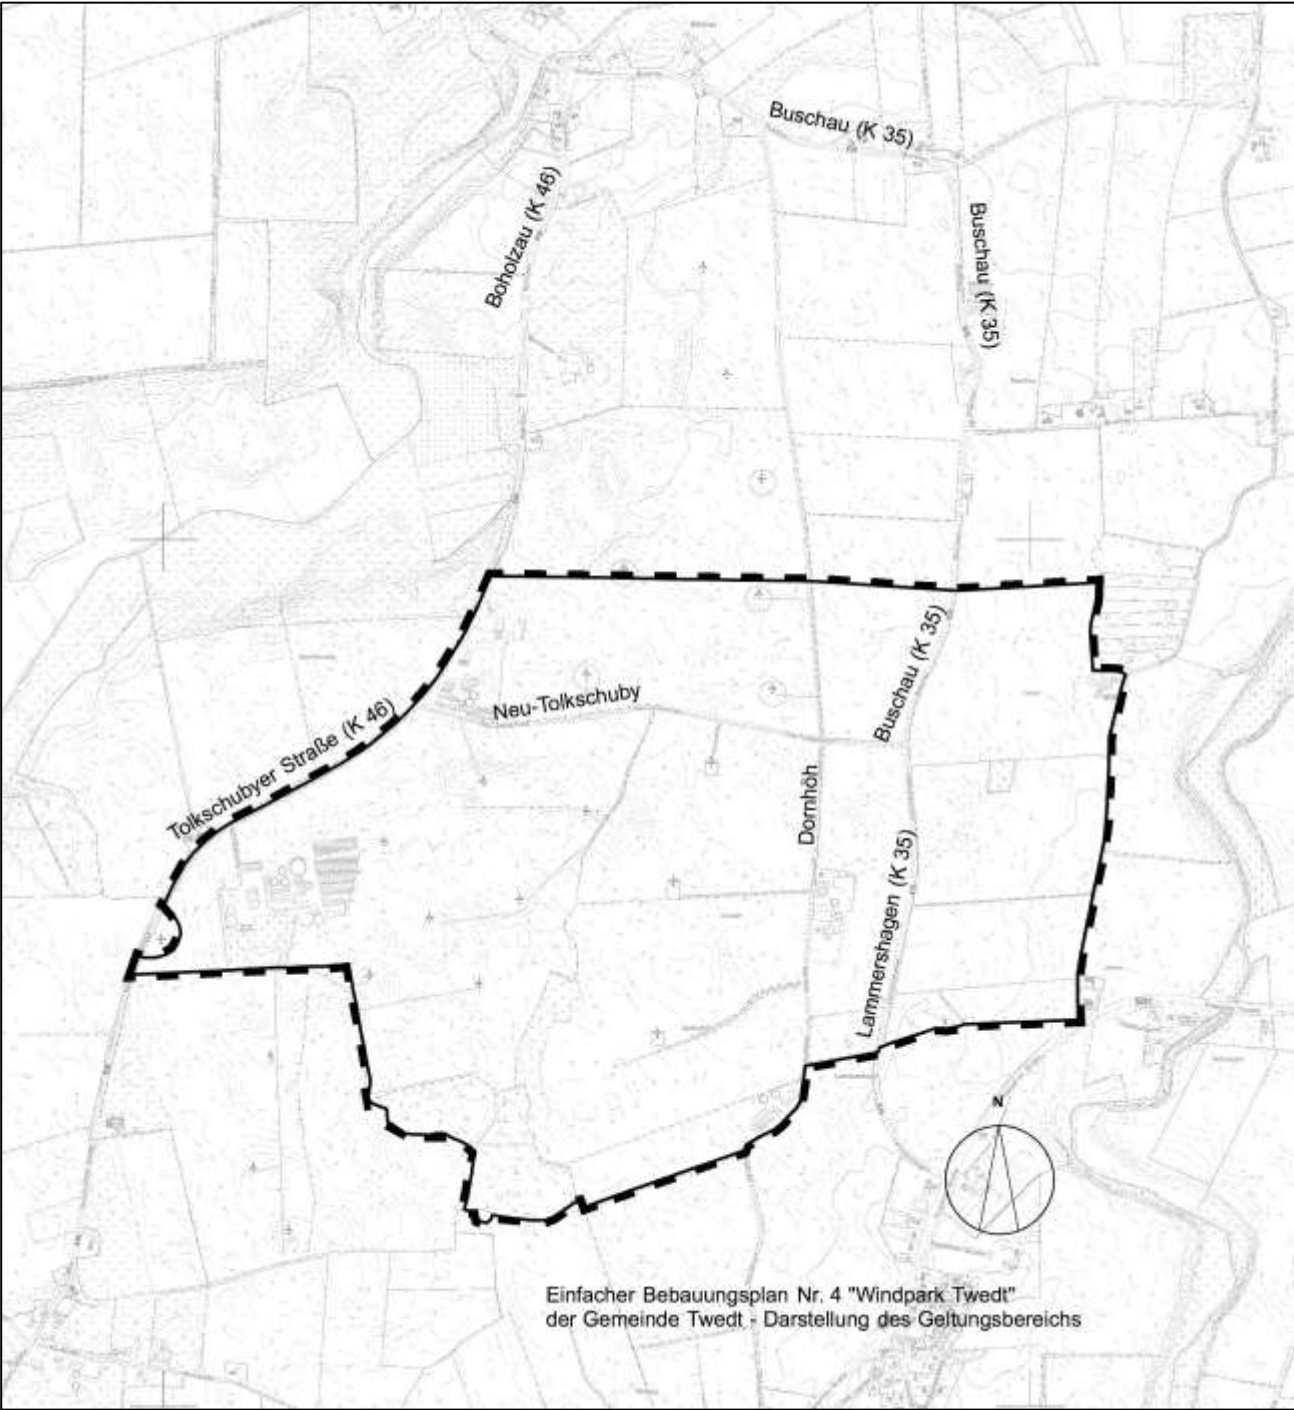 Buschau (K 35)
Boholzau (K 46)
Buschau (K 35)
Buschau (K 35)
Neu-Tolkschuby
Tolkschubyer Straße (K 46)
Dornhöh
Lammershagen (K 35)
N
Einfacher Bebauungsplan Nr. 4 "Windpark Twedt"
der Gemeinde Twedt - Darstellung des Geltungsbereichs